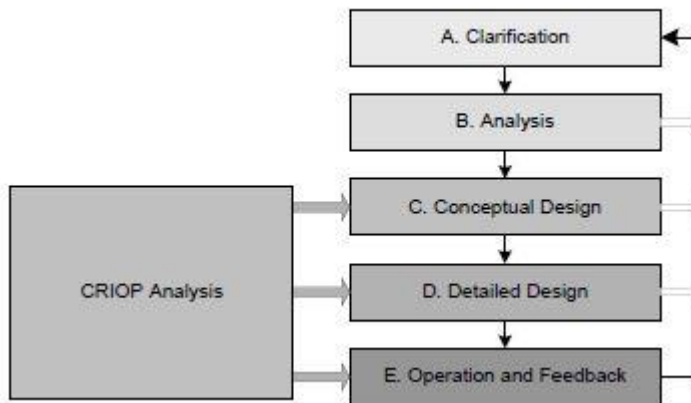 A. Clarification
B. Analysis
C. Conceptual Design
CRIOP Analysis
D. Detailed Design
E. Operation and Feedback